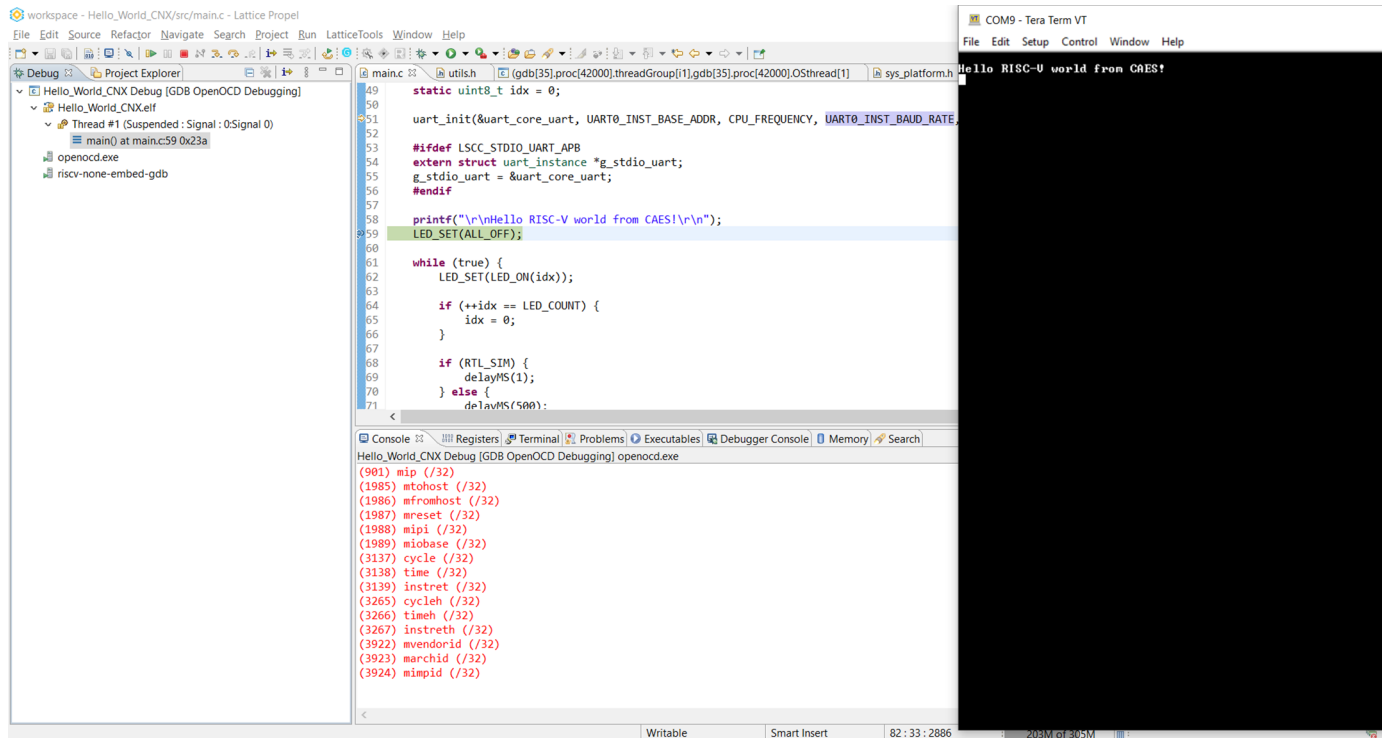 workspace - Hello_World_CNX/src/main.c - Lattice Propel
File Edit Source Refactor Navigate Search Project Run LatticeTools Window Help
Debug Project Explorer
Hello_World_CNX Debug [GDB OpenOCD Debugging]
Hello_World_CNX.elf
Thread #1 (Suspended : Signal : 0:Signal 0)
main() at main.c:59 0x23a
openocd.exe
riscv-none-embed-gdb
main.c utils.h (gdb[35].proc[42000].threadGroup[i1],gdb[35].proc[42000].OSthread[1] sys_platform.h
49 static uint8_t idx = 0;
50
51 uart_init(&uart_core_uart, UART0_INST_BASE_ADDR, CPU_FREQUENCY, UART0_INST_BAUD_RATE,
52
53 #ifdef LSCC_STDIO_UART_APB
54 extern struct uart_instance *g_stdio_uart;
55 g_stdio_uart = &uart_core_uart;
56 #endif
57
58 printf("\r\nHello RISC-V world from CAES!\r\n");
59 LED_SET(ALL_OFF);
60
61 while (true) {
62 LED_SET(LED_ON(idx));
63
64 if (++idx == LED_COUNT) {
65 idx = 0;
66 }
67
68 if (RTL_SIM) {
69 delayMS(1);
70 } else {
71 delayMS(500);
Console Registers Terminal Problems Executables Debugger Console Memory Search
Hello_World_CNX Debug [GDB OpenOCD Debugging] openocd.exe
(901) mip (/32)
(1985) mtohost (/32)
(1986) mfromhost (/32)
(1987) mreset (/32)
(1988) mipi (/32)
(1989) miobase (/32)
(3137) cycle (/32)
(3138) time (/32)
(3139) instret (/32)
(3265) cycleh (/32)
(3266) timeh (/32)
(3267) instreth (/32)
(3922) mvendorid (/32)
(3923) marchid (/32)
(3924) mimpid (/32)
Writable Smart Insert 82 : 33 : 2886 203M of 305M
COM9 - Tera Term VT
File Edit Setup Control Window Help
Hello RISC-V world from CAES!